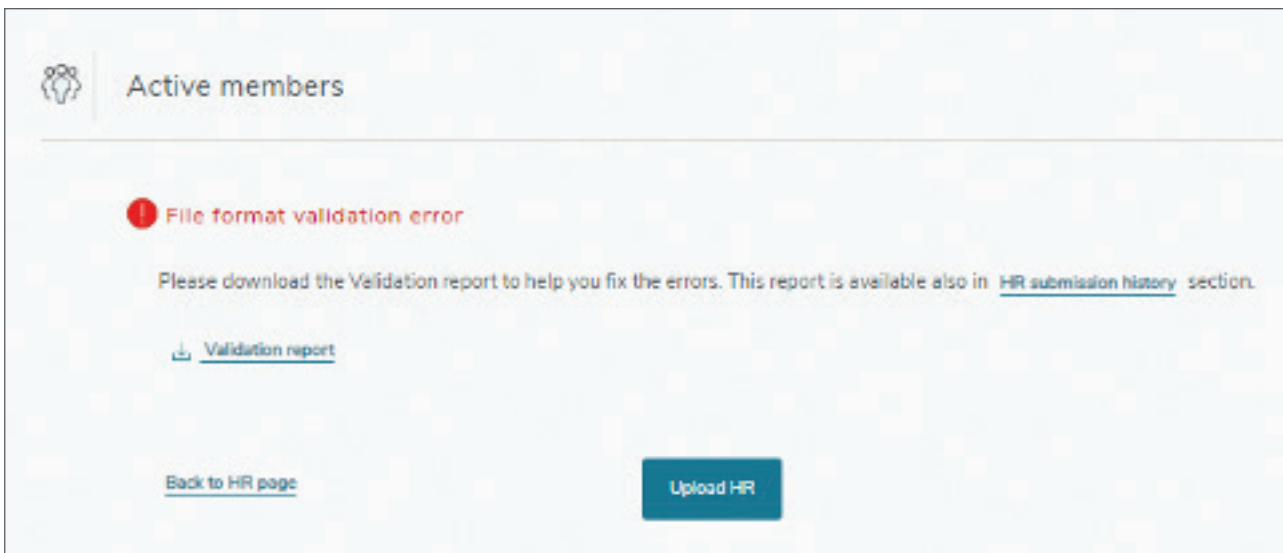 Active members
File format validation error
Please download the Validation report to help you fix the errors. This report is available also in HR submission history section.
Validation report
Back to HR page
Upload HR